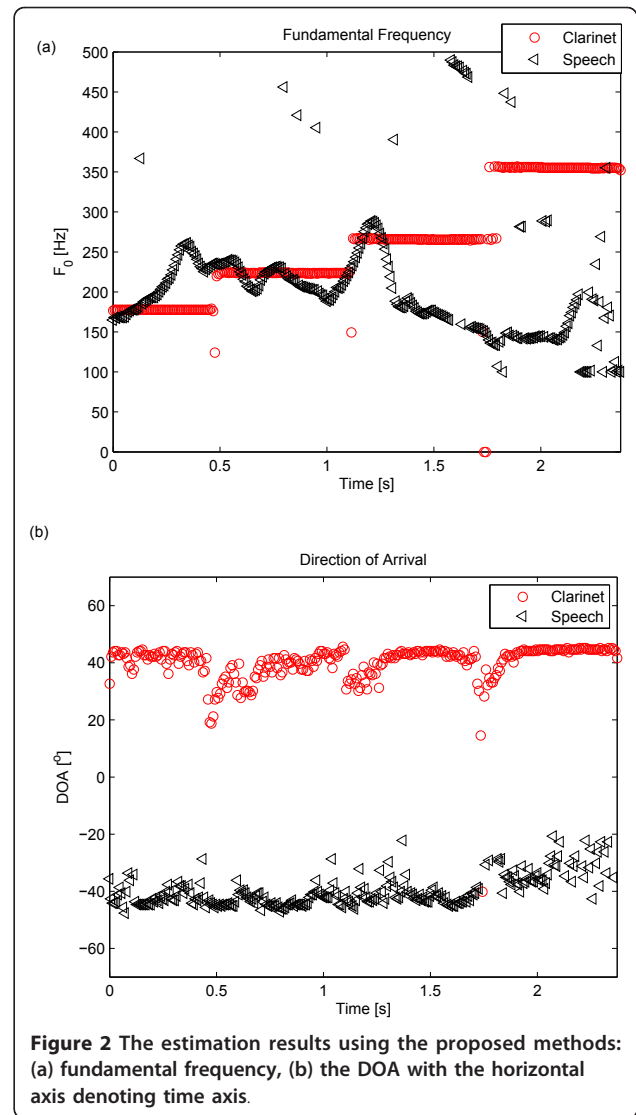 (a)
Fundamental Frequency
Clarinet
Speech
500
450
400
350
300
250
200
150
100
50
0
F0 [Hz]
0 0.5 1 1.5 2
Time [s]
(b)
Direction of Arrival
Clarinet
Speech
60
40
20
0
−20
−40
−60
DOA [°]
0 0.5 1 1.5 2
Time [s]
Figure 2 The estimation results using the proposed methods:
(a) fundamental frequency, (b) the DOA with the horizontal
axis denoting time axis.